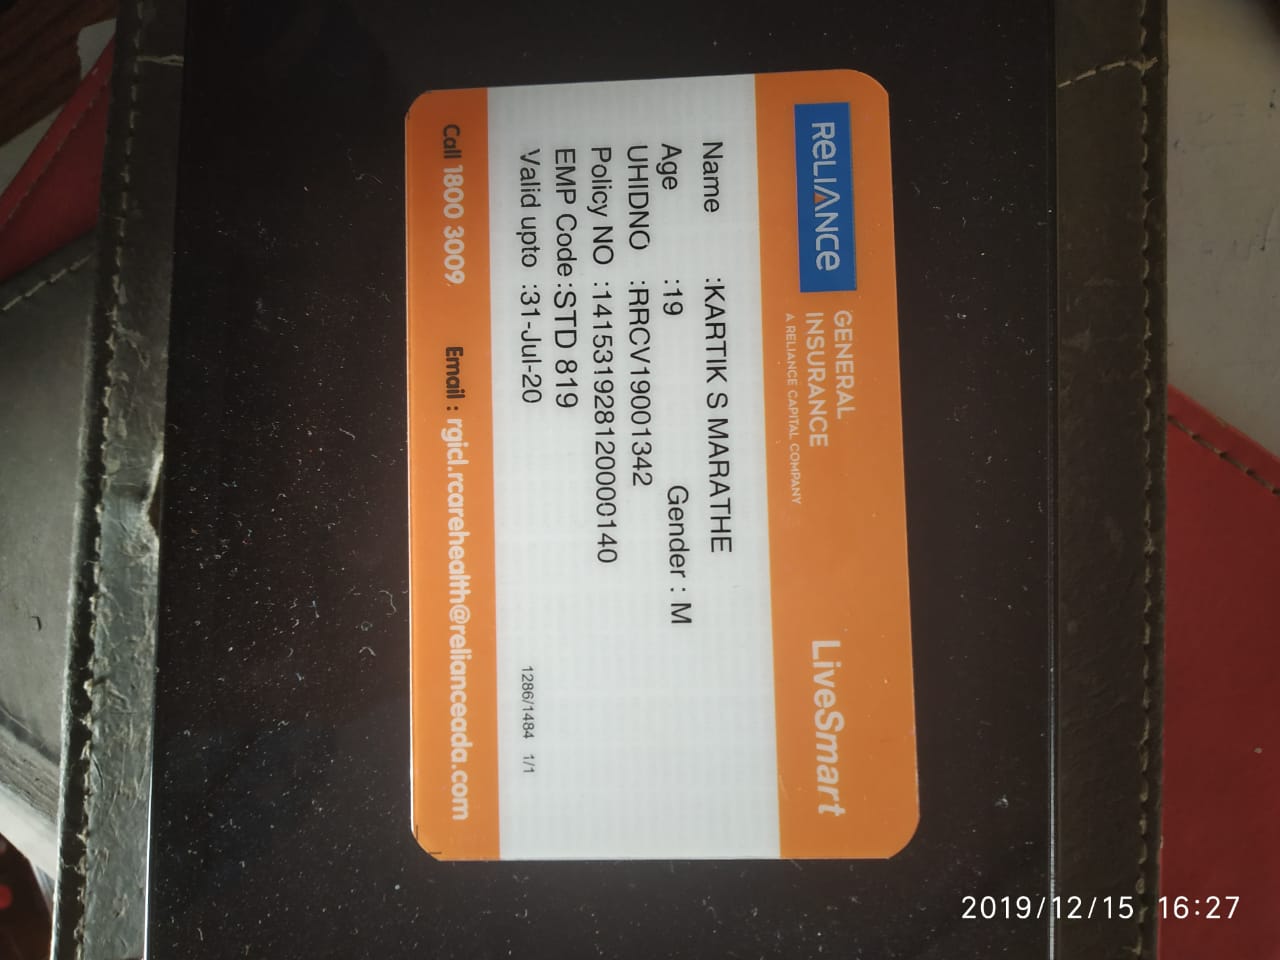 RELIANCE GENERAL INSURANCE LiveSmart
A RELIANCE CAPITAL COMPANY
Name :KARTIK S MARATHE
Age :19 Gender : M
UHIDNO :RRCV19001342
Policy NO :141531928120000140
EMP Code:STD 819
Valid upto :31-Jul-20 1286/1484 1/1
Call 1800 3009. Email : rgicl.rcarehealth@relianceada.com
2019/12/15 16:27